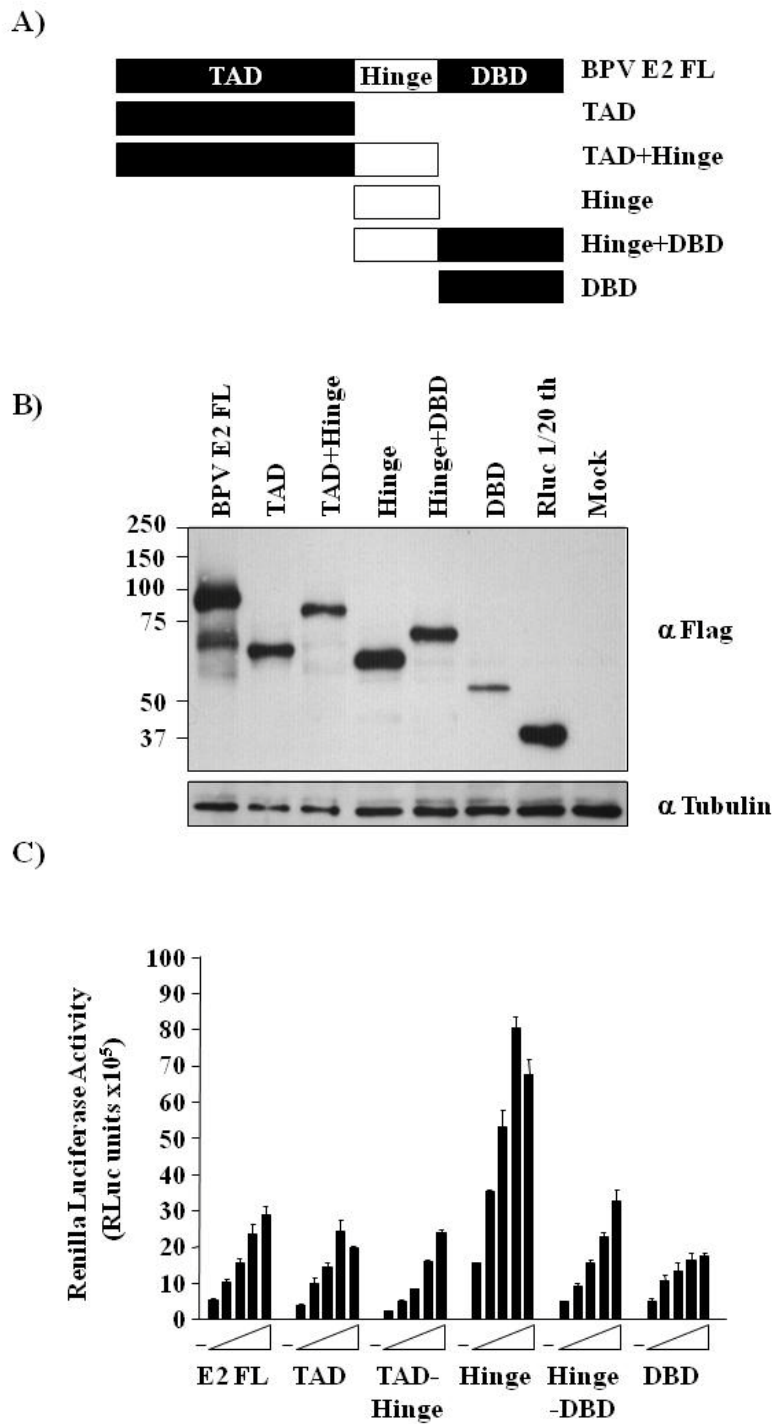 A)
TAD Hinge DBD BPV E2 FL
TAD
TAD+Hinge
Hinge
Hinge+DBD
DBD
B)
BPV E2 FL
TAD
TAD+Hinge
Hinge
Hinge+DBD
DBD
Rluc 1/20 th
Mock
250
150
100
75
50
37
α Flag
α Tubulin
C)
Renilla Luciferase Activity
(RLuc units x10⁵)
100
90
80
70
60
50
40
30
20
10
0
– – – – – –
E2 FL TAD TAD- Hinge Hinge DBD
Hinge -DBD